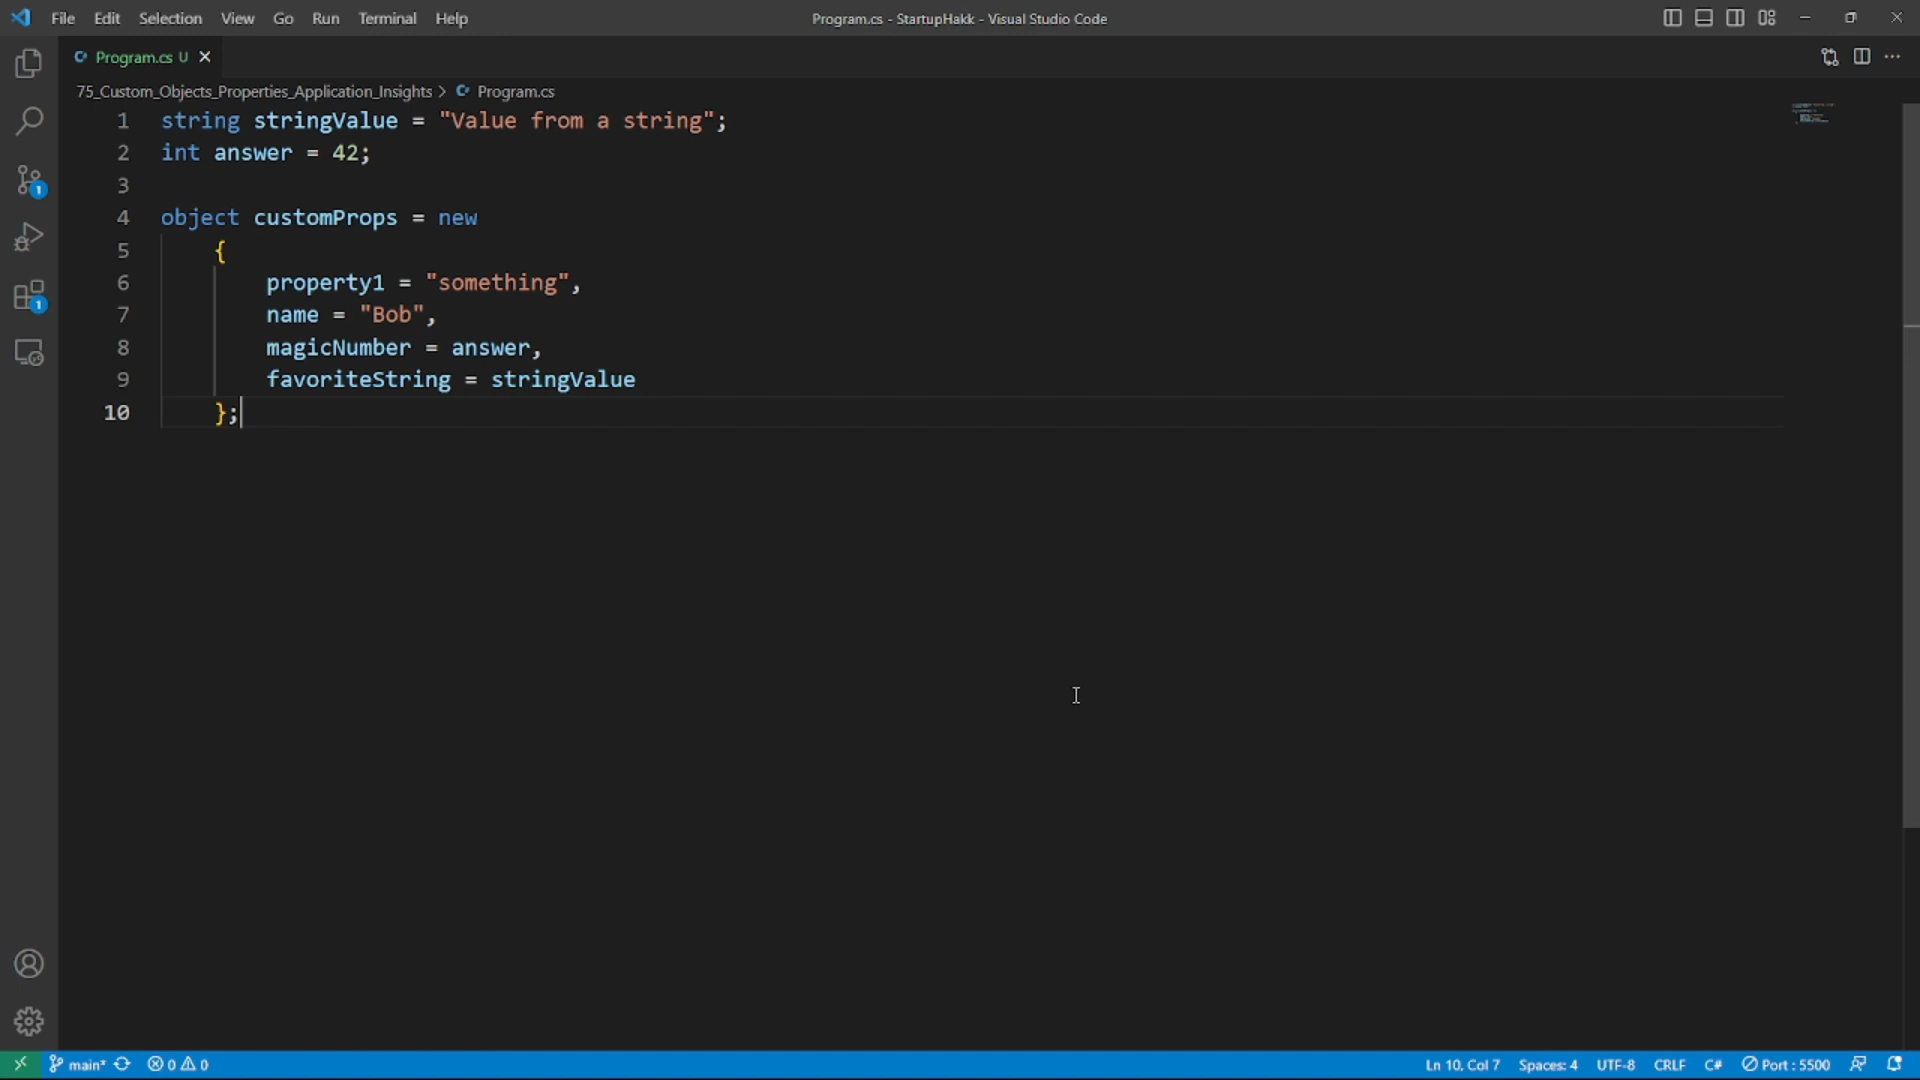 File Edit Selection View Go Run Terminal Help Program.cs - StartupHakk - Visual Studio Code
Program.cs U
75_Custom_Objects_Properties_Application_Insights > Program.cs
1 string stringValue = "Value from a string";
2 int answer = 42;
3
4 object customProps = new
5 {
6 property1 = "something",
7 name = "Bob",
8 magicNumber = answer,
9 favoriteString = stringValue
10 };
1
1
main* 0 0 Ln 10, Col 7 Spaces: 4 UTF-8 CRLF C# Port : 5500